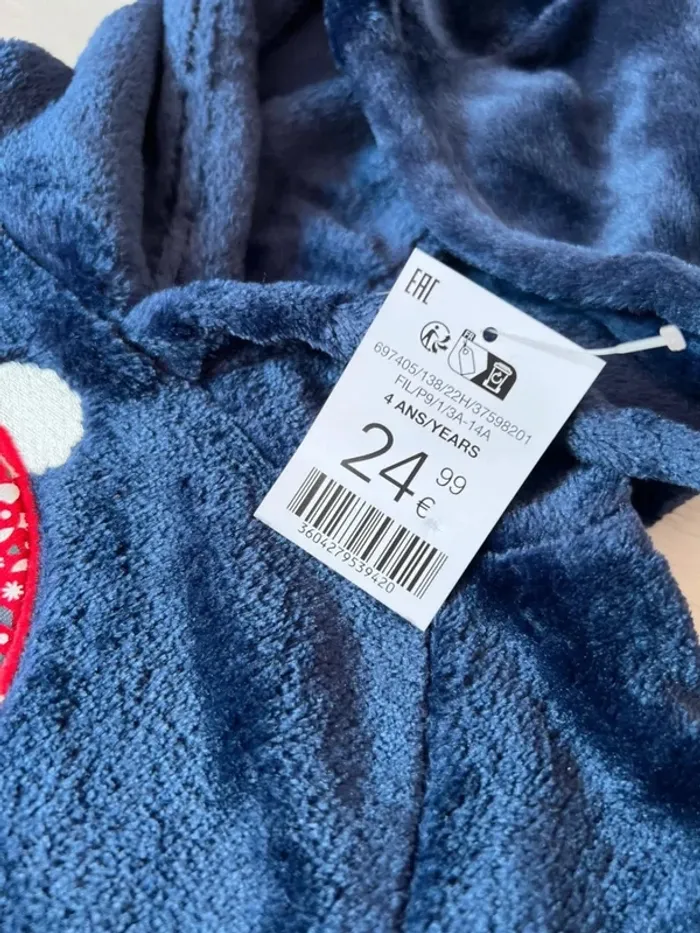 EAC
697405/138/22H/37598201
FIL/P9/1/3A-14A
4 ANS/YEARS
24,99
€
3604279539420